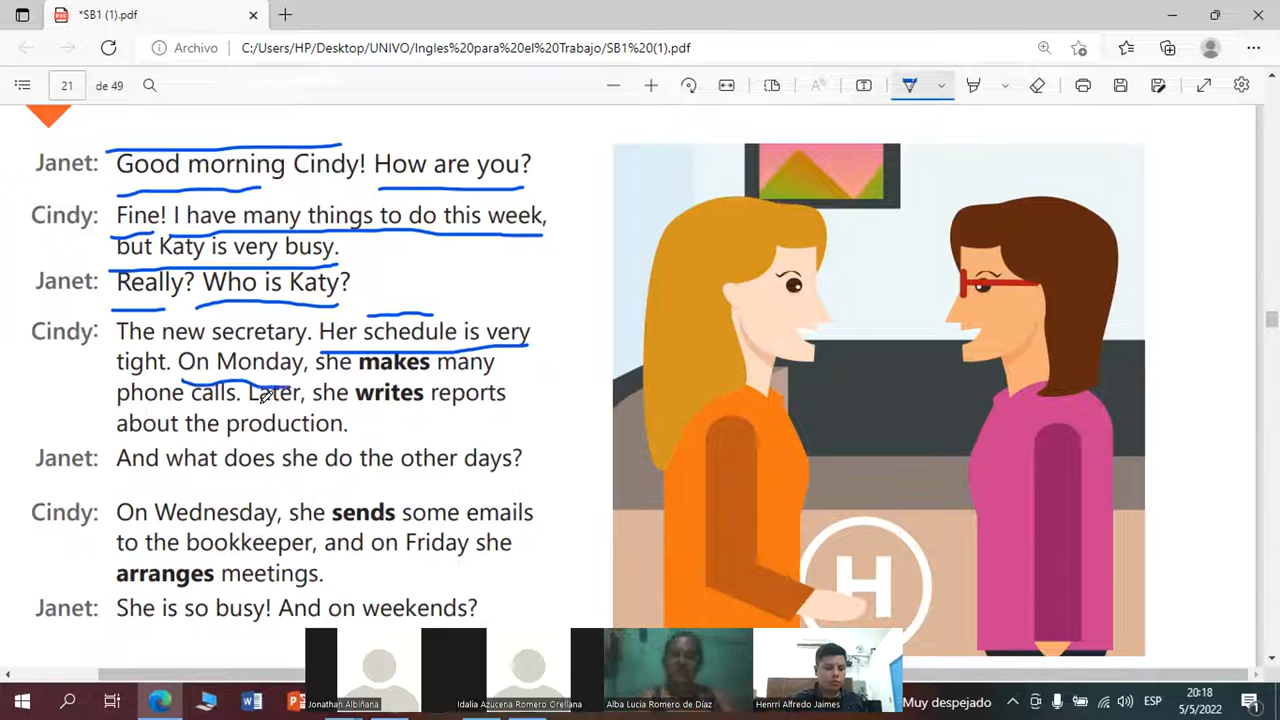 *SB1 (1).pdf
Archivo C:/Users/HP/Desktop/UNIVO/Ingles%20para%20el%20Trabajo/SB1%20(1).pdf
21 de 49
Janet: Good morning Cindy! How are you?
Cindy: Fine! I have many things to do this week,
but Katy is very busy.
Janet: Really? Who is Katy?
Cindy: The new secretary. Her schedule is very
tight. On Monday, she makes many
phone calls. Later, she writes reports
about the production.
Janet: And what does she do the other days?
Cindy: On Wednesday, she sends some emails
to the bookkeeper, and on Friday she
arranges meetings.
Janet: She is so busy! And on weekends?
H
Jonathan Albiñana
Idalia Azucena Romero Orellana
Alba Lucia Romero de Díaz
Henrri Alfredo Jaimes
Muy despejado
ESP
20:18
5/5/2022